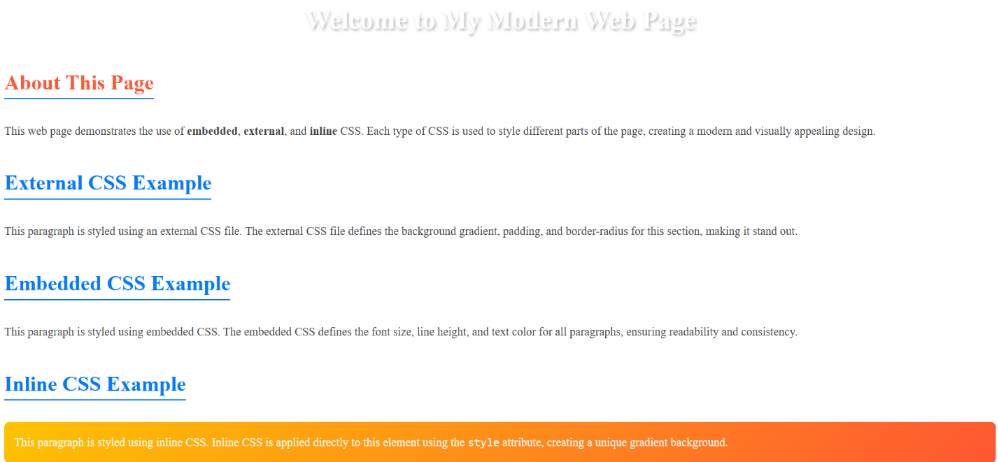 Welcome to My Modern Web Page
About This Page
This web page demonstrates the use of embedded, external, and inline CSS. Each type of CSS is used to style different parts of the page, creating a modern and visually appealing design.
External CSS Example
This paragraph is styled using an external CSS file. The external CSS file defines the background gradient, padding, and border-radius for this section, making it stand out.
Embedded CSS Example
This paragraph is styled using embedded CSS. The embedded CSS defines the font size, line height, and text color for all paragraphs, ensuring readability and consistency.
Inline CSS Example
This paragraph is styled using inline CSS. Inline CSS is applied directly to this element using the style attribute, creating a unique gradient background.